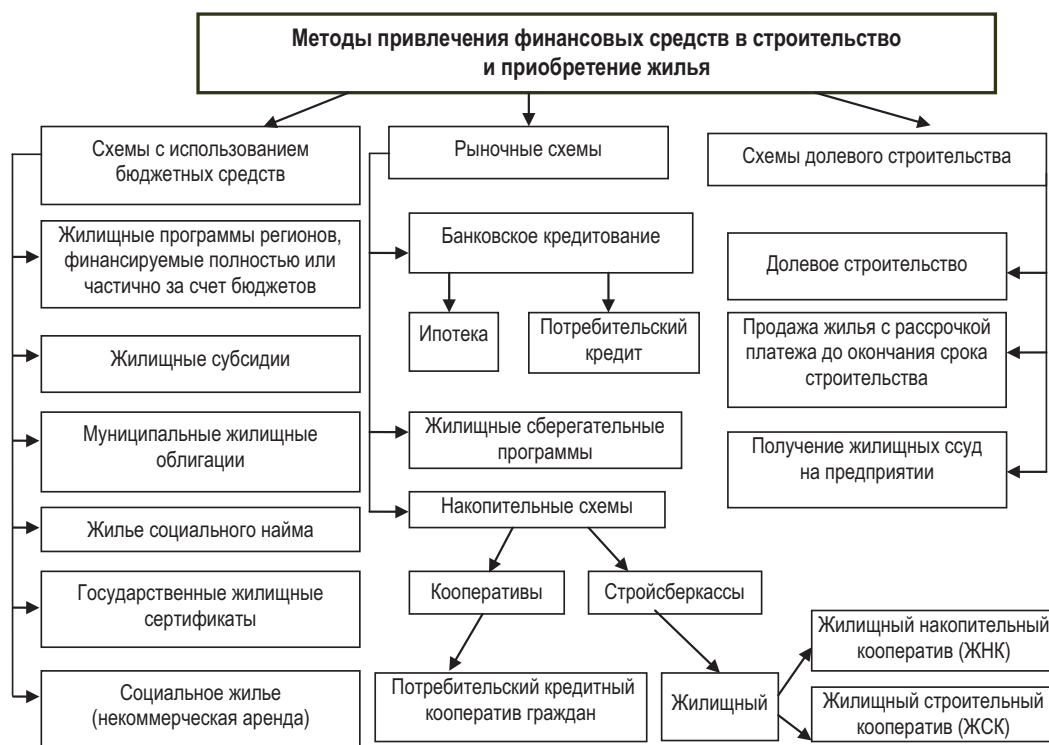 Методы привлечения финансовых средств в строительство
и приобретение жилья
Схемы с использованием
бюджетных средств
Жилищные программы регионов,
финансируемые полностью или
частично за счет бюджетов
Жилищные субсидии
Муниципальные жилищные
облигации
Жилье социального найма
Государственные жилищные
сертификаты
Социальное жилье
(некоммерческая аренда)
Рыночные схемы
Банковское кредитование
Ипотека
Потребительский
кредит
Жилищные сберегательные
программы
Накопительные схемы
Кооперативы
Стройсберкассы
Потребительский кредитный
кооператив граждан
Жилищный
Жилищный накопительный
кооператив (ЖНК)
Жилищный строительный
кооператив (ЖСК)
Схемы долевого строительства
Долевое строительство
Продажа жилья с рассрочкой
платежа до окончания срока
строительства
Получение жилищных ссуд
на предприятии